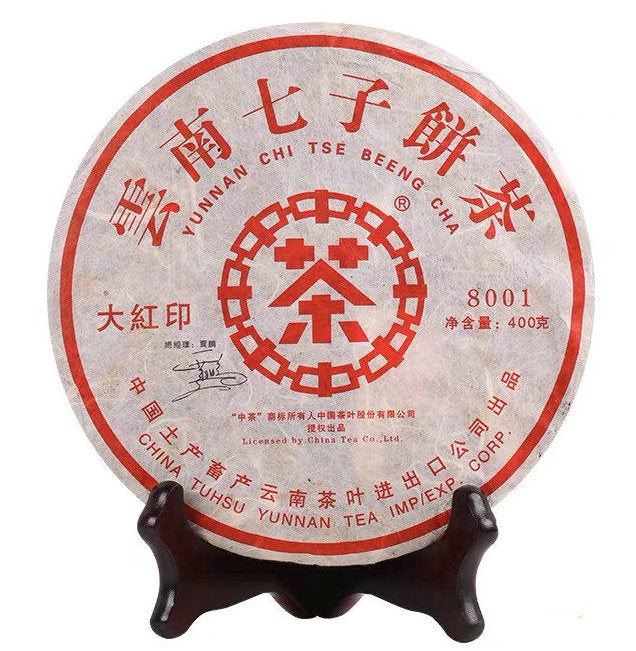 雲南七子餅茶
YUNNAN CHI TSE BEENG CHA
®
茶
大紅印
8001
净含量：400克
總經理：賈鵬
“中茶”商标所有人中国茶叶股份有限公司
授权出品
Licensed by China Tea Co.,Ltd.
中国土产畜产云南茶叶进出口公司出品
CHINA TUHSU YUNNAN TEA IMP/EXP. CORP.